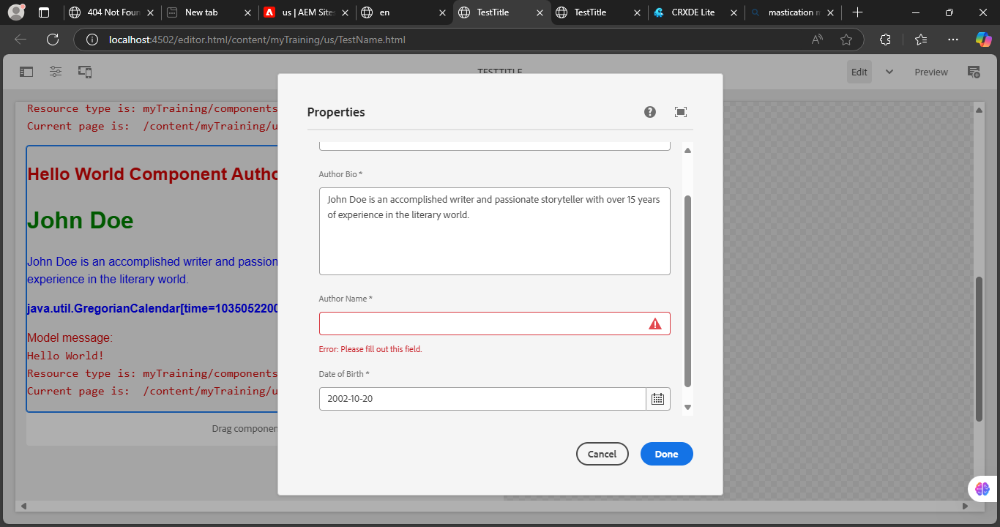 404 Not Foun
New tab
us | AEM Sites
en
TestTitle
TestTitle
CRXDE Lite
mastication m
localhost:4502/editor.html/content/myTraining/us/TestName.html
TESTTITLE
Edit
Preview
Resource type is: myTraining/components
Current page is: /content/myTraining/u
Hello World Component Autho
John Doe
John Doe is an accomplished writer and passion
experience in the literary world.
java.util.GregorianCalendar[time=1035052200
Model message:
Hello World!
Resource type is: myTraining/components
Current page is: /content/myTraining/u
Drag componen
Properties
Author Bio *
John Doe is an accomplished writer and passionate storyteller with over 15 years
of experience in the literary world.
Author Name *
Error: Please fill out this field.
Date of Birth *
2002-10-20
Cancel
Done